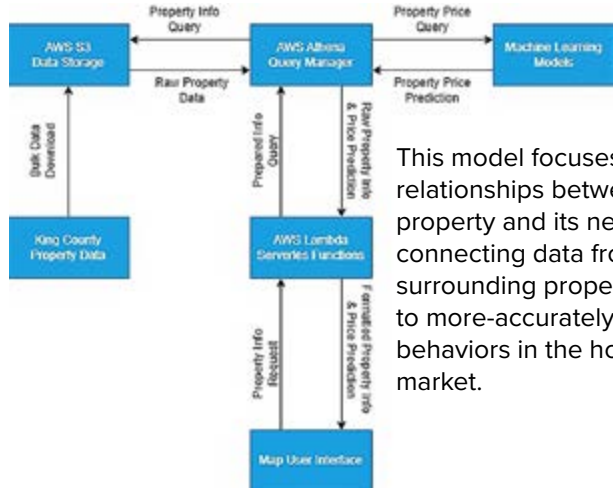 Property Info
Query
Property Price
Query
AWS S3
Data Storage
AWS Athena
Query Manager
Machine Learning
Models
Raw Property
Data
Property Price
Prediction
Bulk Data
Download
Prepared Info
Query
Raw Property Info
& Price Prediction
This model focuses
relationships betwe
property and its ne
connecting data fro
surrounding prope
to more-accurately
behaviors in the ho
market.
King County
Property Data
AWS Lambda
Serverles Functions
Property Info
Request
Formatted Property Info
& Price Prediction
Map User Interface